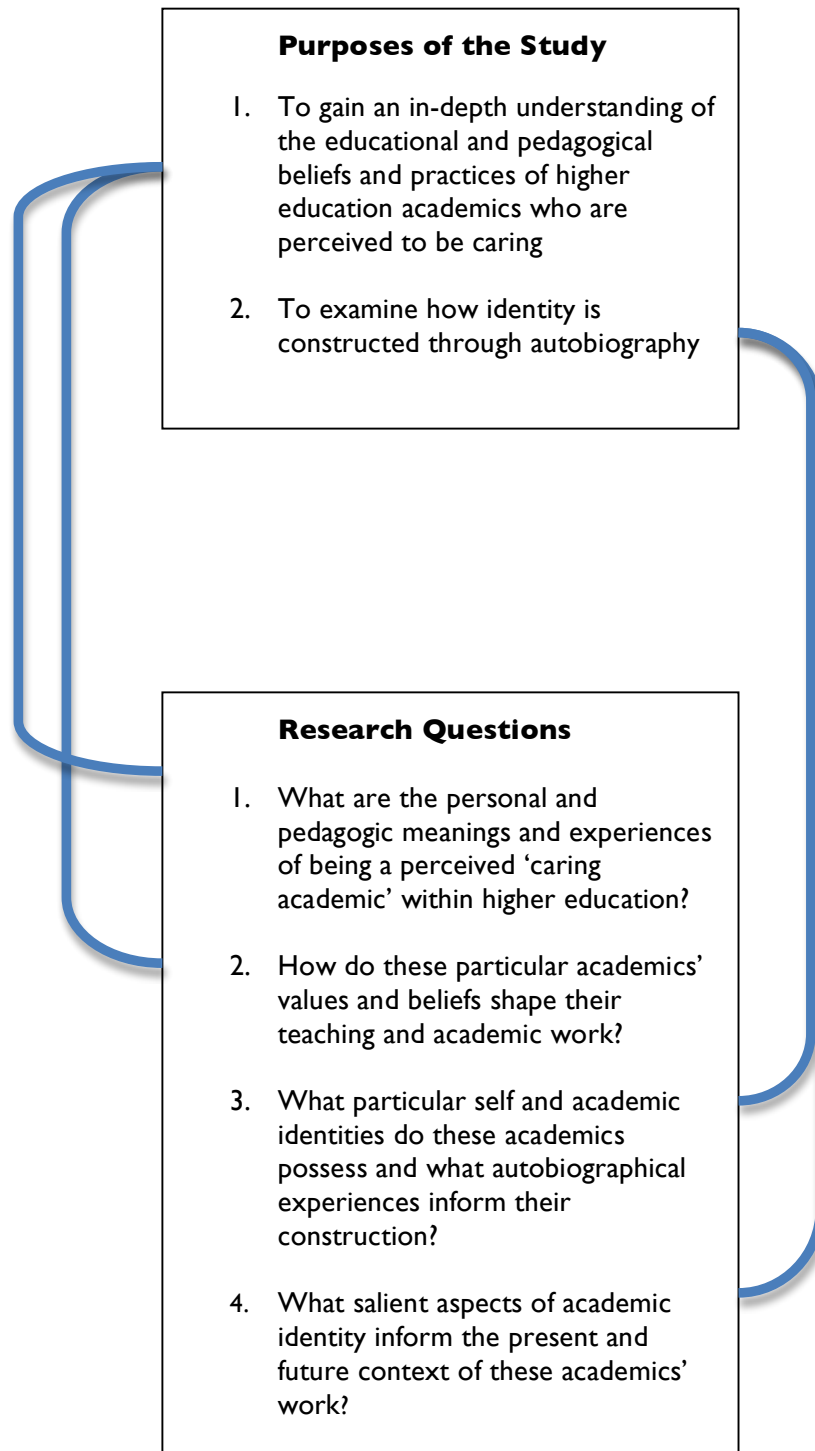 Purposes of the Study
1. To gain an in-depth understanding of
the educational and pedagogical
beliefs and practices of higher
education academics who are
perceived to be caring
2. To examine how identity is
constructed through autobiography
Research Questions
1. What are the personal and
pedagogic meanings and experiences
of being a perceived ‘caring
academic’ within higher education?
2. How do these particular academics’
values and beliefs shape their
teaching and academic work?
3. What particular self and academic
identities do these academics
possess and what autobiographical
experiences inform their
construction?
4. What salient aspects of academic
identity inform the present and
future context of these academics’
work?